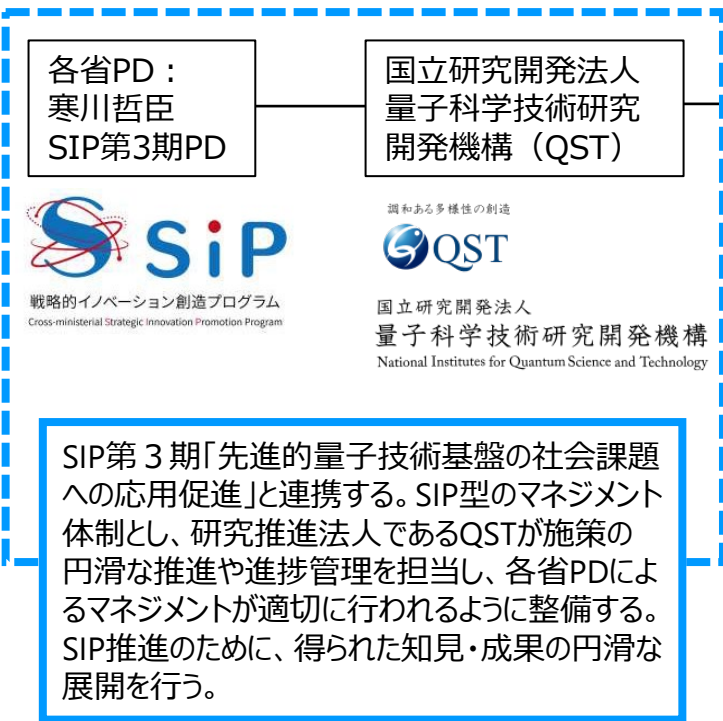 各省PD：
寒川哲臣
SIP第3期PD
国立研究開発法人
量子科学技術研究
開発機構（QST）
SiP
戦略的イノベーション創造プログラム
Cross-ministerial Strategic Innovation Promotion Program
調和ある多様性の創造
QST
国立研究開発法人
量子科学技術研究開発機構
National Institutes for Quantum Science and Technology
SIP第３期「先進的量子技術基盤の社会課題
への応用促進」と連携する。SIP型のマネジメント
体制とし、研究推進法人であるQSTが施策の
円滑な推進や進捗管理を担当し、各省PDによ
るマネジメントが適切に行われるように整備する。
SIP推進のために、得られた知見・成果の円滑な
展開を行う。